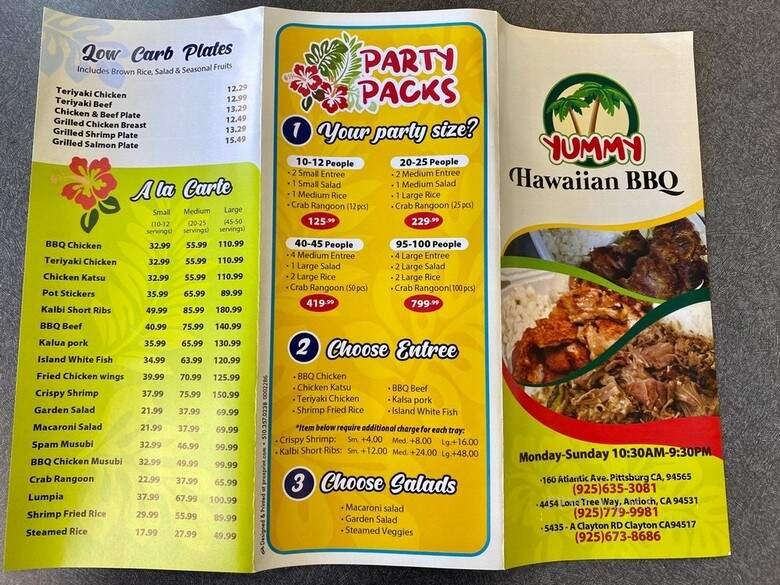 Low Carb Plates
Includes Brown Rice, Salad & Seasonal Fruits
Teriyaki Chicken 12.29
Teriyaki Beef 12.99
Chicken & Beef Plate 13.29
Grilled Chicken Breast 12.49
Grilled Shrimp Plate 13.29
Grilled Salmon Plate 15.49
A la Carte
Small Medium Large
(10-12 servings) (20-25 servings) (45-50 servings)
BBQ Chicken 32.99 55.99 110.99
Teriyaki Chicken 32.99 55.99 110.99
Chicken Katsu 32.99 55.99 110.99
Pot Stickers 35.99 65.99 89.99
Kalbi Short Ribs 49.99 85.99 180.99
BBQ Beef 40.99 75.99 140.99
Kalua pork 35.99 65.99 130.99
Island White Fish 34.99 63.99 120.99
Fried Chicken wings 39.99 70.99 125.99
Crispy Shrimp 37.99 75.99 150.99
Garden Salad 21.99 37.99 69.99
Macaroni Salad 21.99 37.99 69.99
Spam Musubi 32.99 46.99 99.99
BBQ Chicken Musubi 32.99 49.99 99.99
Crab Rangoon 22.99 37.99 65.99
Lumpia 37.99 67.99 100.99
Shrimp Fried Rice 29.99 55.99 89.99
Steamed Rice 17.99 27.99 49.99
PARTY
PACKS
1 Your party size?
10-12 People
• 2 Small Entree
• 1 Small Salad
• 1 Medium Rice
• Crab Rangoon (12 pcs)
125.99
20-25 People
• 2 Medium Entree
• 1 Medium Salad
• 1 Large Rice
• Crab Rangoon (25 pcs)
229.99
40-45 People
• 4 Medium Entree
• 1 Large Salad
• 2 Large Rice
• Crab Rangoon (50 pcs)
419.99
95-100 People
• 4 Large Entree
• 2 Large Salad
• 2 Large Rice
• Crab Rangoon(100 pcs)
799.99
2 Choose Entree
• BBQ Chicken
• Chicken Katsu
• Teriyaki Chicken
• Shrimp Fried Rice
• BBQ Beef
• Kalsa pork
• Island White Fish
*Item below require additional charge for each tray:
• Crispy Shrimp: Sm. +4.00 Med. +8.00 Lg.+16.00
• Kalbi Short Ribs: Sm. +12.00 Med. +24.00 Lg.+48.00
3 Choose Salads
• Macaroni salad
• Garden Salad
• Steamed Veggies
YUMMY
Hawaiian BBQ
Monday-Sunday 10:30AM-9:30PM
•160 Atlantic Ave. Pittsburg CA, 94565
(925)635-3081
• 4454 Lone Tree Way, Antioch, CA 94531
(925)779-9981
• 5435 - A Clayton RD Clayton CA94517
(925)673-8686